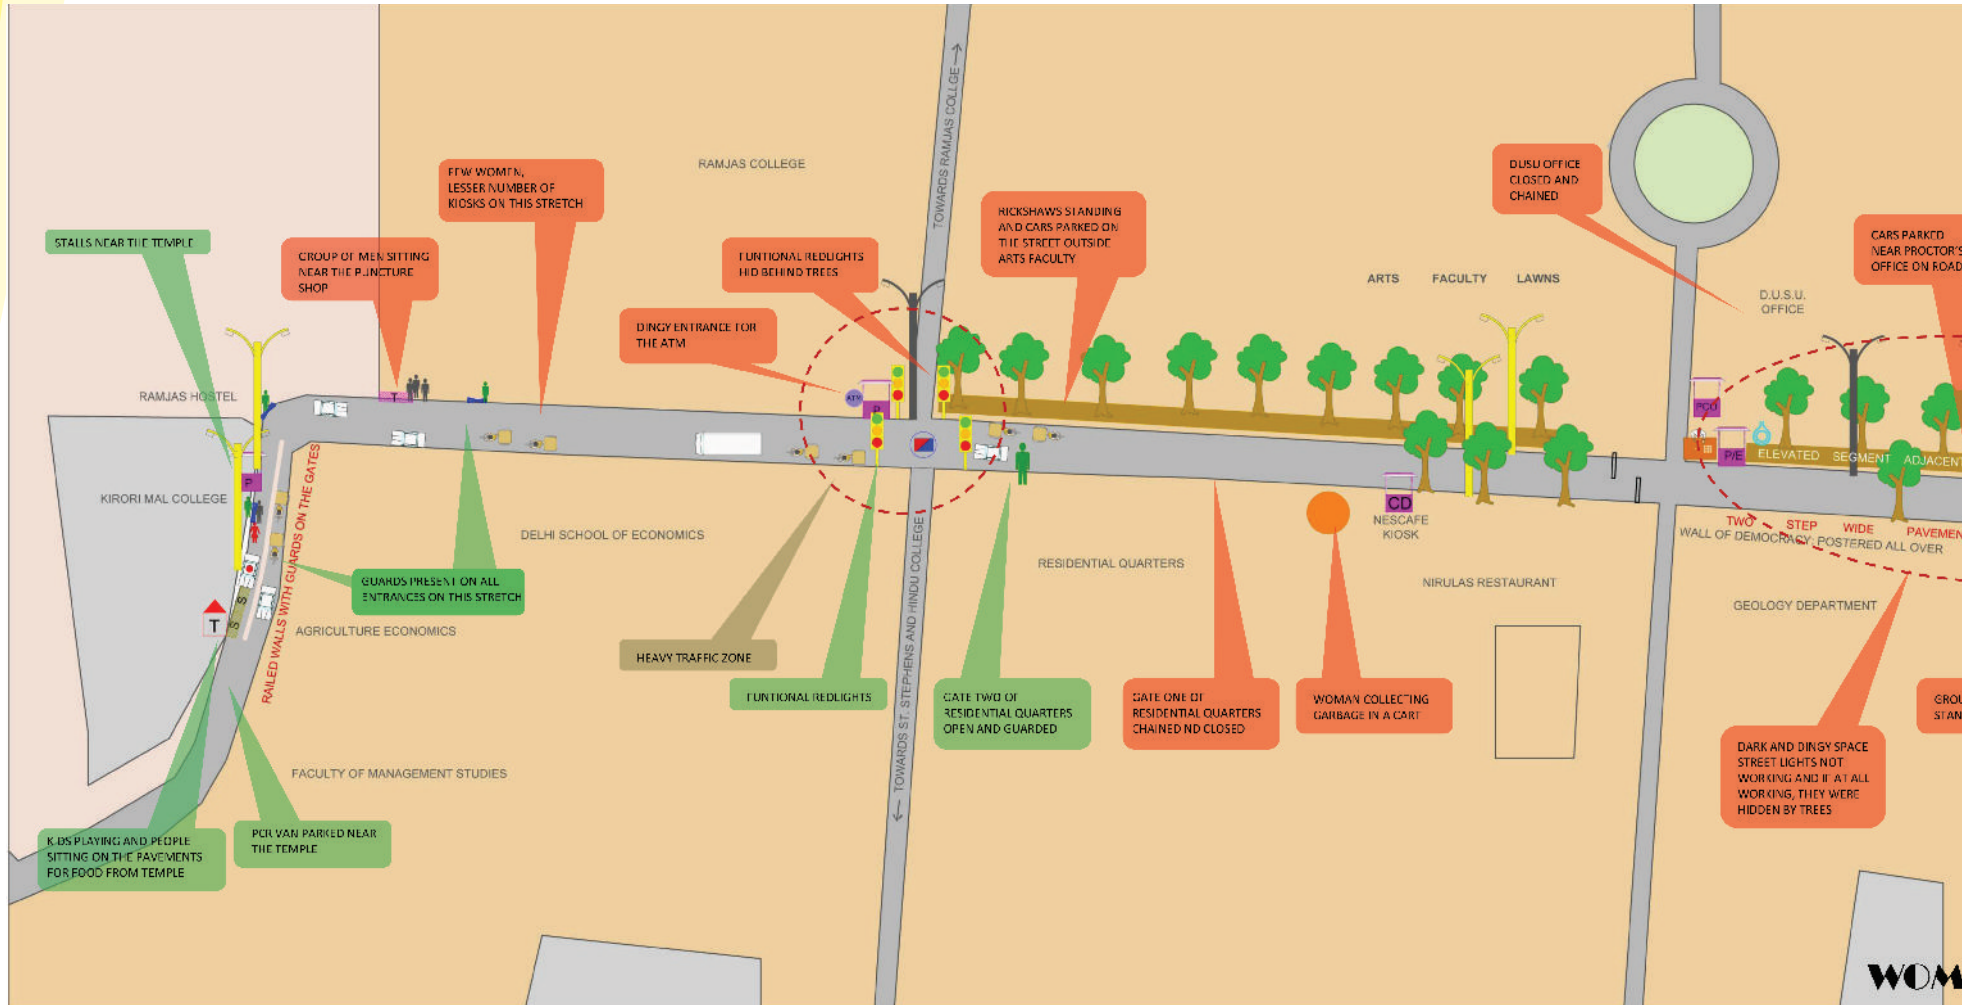 RAMJAS COLLEGE
FEW WOMEN,
LESSER NUMBER OF
KIOSKS ON THIS STRETCH
STALLS NEAR THE TEMPLE
GROUP OF MEN SITTING
NEAR THE PUNCTURE
SHOP
FUNTIONAL REDLIGHTS
HID BEHIND TREES
DINGY ENTRANCE FOR
THE ATM
TOWARDS RAMJAS COLLGE
RICKSHAWS STANDING
AND CARS PARKED ON
THE STREET OUTSIDE
ARTS FACULTY
DUSU OFFICE
CLOSED AND
CHAINED
CARS PARKED
NEAR PROCTOR'S
OFFICE ON ROAD
ARTS FACULTY LAWNS
D.U.S.U.
OFFICE
RAMJAS HOSTEL
T
ATM
P
PCO
P/E
ELEVATED SEGMENT ADJACENT
KIRORI MAL COLLEGE
P
RAILED WALLS WITH GUARDS ON THE GATES
DELHI SCHOOL OF ECONOMICS
CD
NESCAFE
KIOSK
TWO STEP WIDE PAVEMEN
WALL OF DEMOCRACY: POSTERED ALL OVER
RESIDENTIAL QUARTERS
NIRULAS RESTAURANT
GEOLOGY DEPARTMENT
GUARDS PRESENT ON ALL
ENTRANCES ON THIS STRETCH
S
S
T
AGRICULTURE ECONOMICS
HEAVY TRAFFIC ZONE
FUNTIONAL REDLIGHTS
TOWARDS ST. STEPHENS AND HINDU COLLEGE
GATE TWO OF
RESIDENTIAL QUARTERS
OPEN AND GUARDED
GATE ONE OF
RESIDENTIAL QUARTERS
CHAINED ND CLOSED
WOMAN COLLECTING
GARBAGE IN A CART
GROU
STAN
DARK AND DINGY SPACE
STREET LIGHTS NOT
WORKING AND IF AT ALL
WORKING, THEY WERE
HIDDEN BY TREES
FACULTY OF MANAGEMENT STUDIES
KIDS PLAYING AND PEOPLE
SITTING ON THE PAVEMENTS
FOR FOOD FROM TEMPLE
PCR VAN PARKED NEAR
THE TEMPLE
WOM